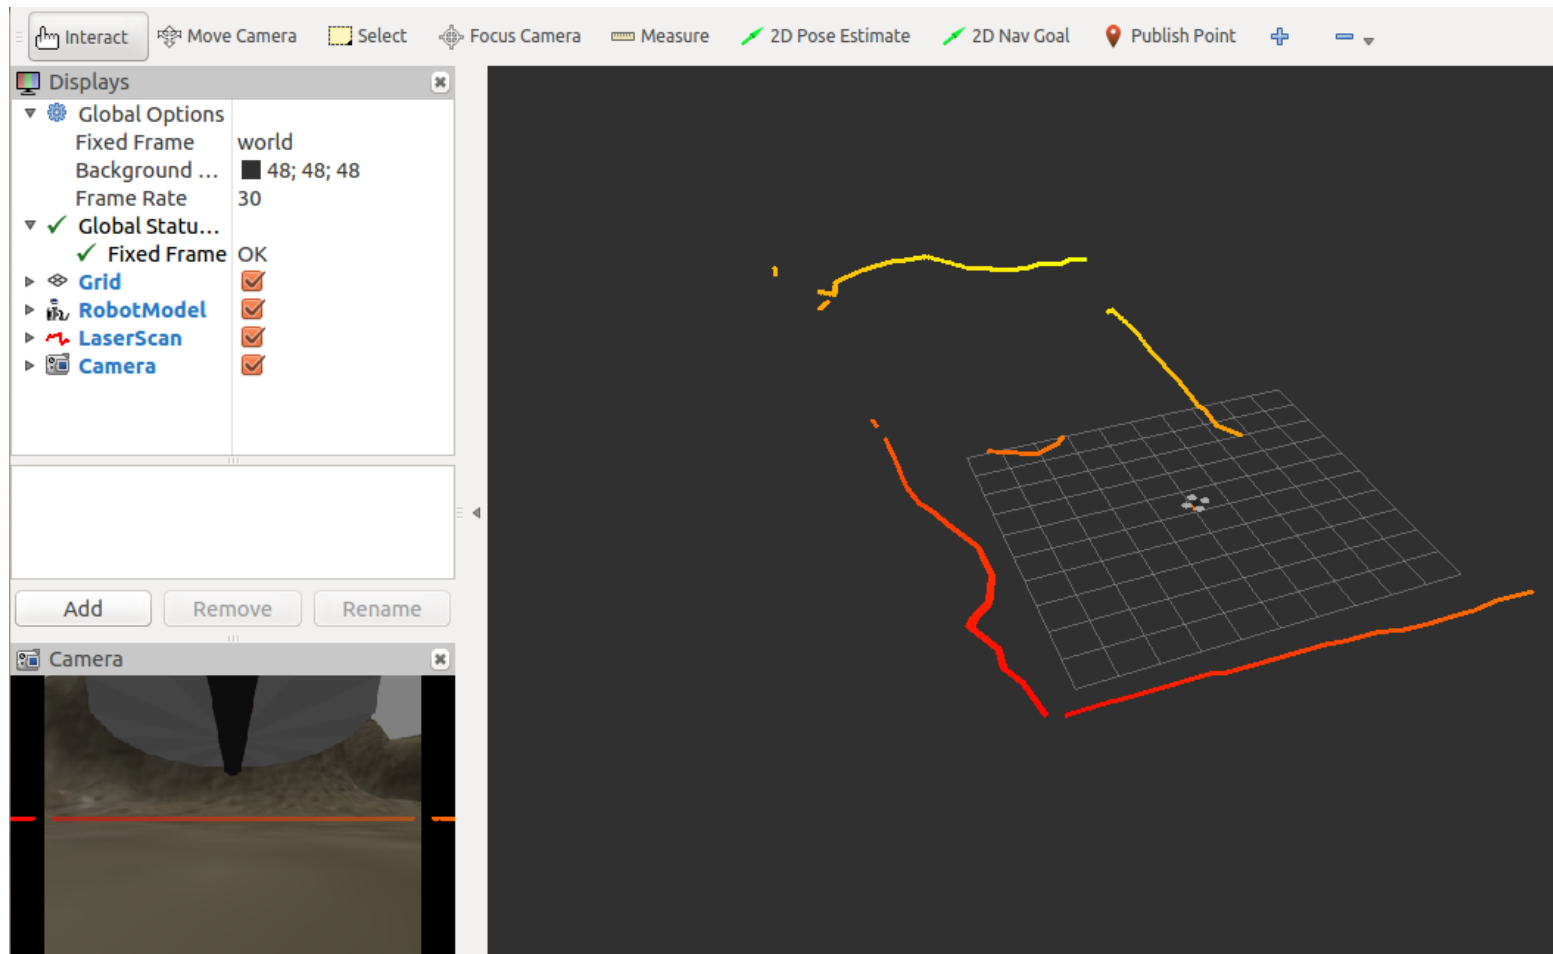 Interact Move Camera Select Focus Camera Measure 2D Pose Estimate 2D Nav Goal Publish Point
Displays
Global Options
Fixed Frame world
Background ... 48; 48; 48
Frame Rate 30
Global Statu...
Fixed Frame OK
Grid
RobotModel
LaserScan
Camera
Add Remove Rename
Camera